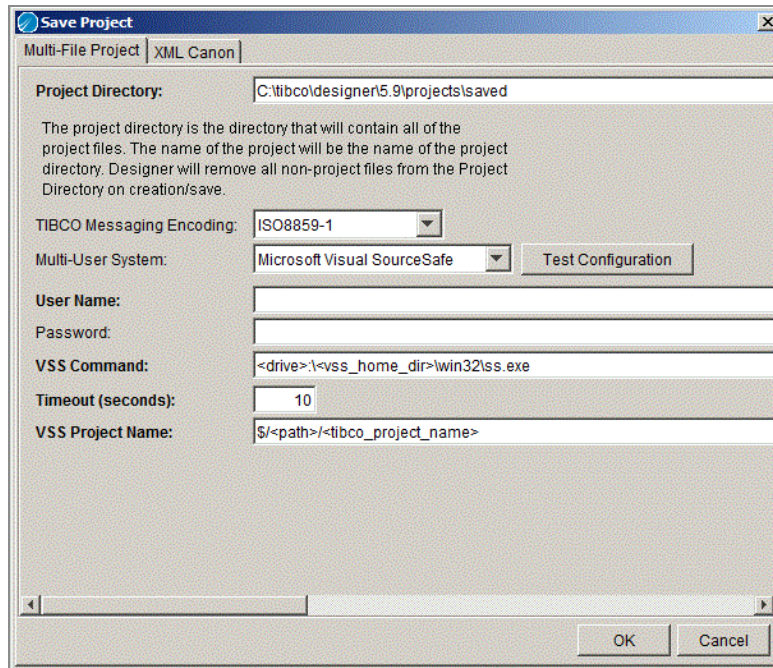 Save Project
Multi-File Project XML Canon
Project Directory: C:\tibco\designer\5.9\projects\saved
The project directory is the directory that will contain all of the
project files. The name of the project will be the name of the project
directory. Designer will remove all non-project files from the Project
Directory on creation/save.
TIBCO Messaging Encoding: ISO8859-1
Multi-User System: Microsoft Visual SourceSafe Test Configuration
User Name:
Password:
VSS Command: <drive>:\<vss_home_dir>\win32\ss.exe
Timeout (seconds): 10
VSS Project Name: $/<path>/<tibco_project_name>
OK Cancel